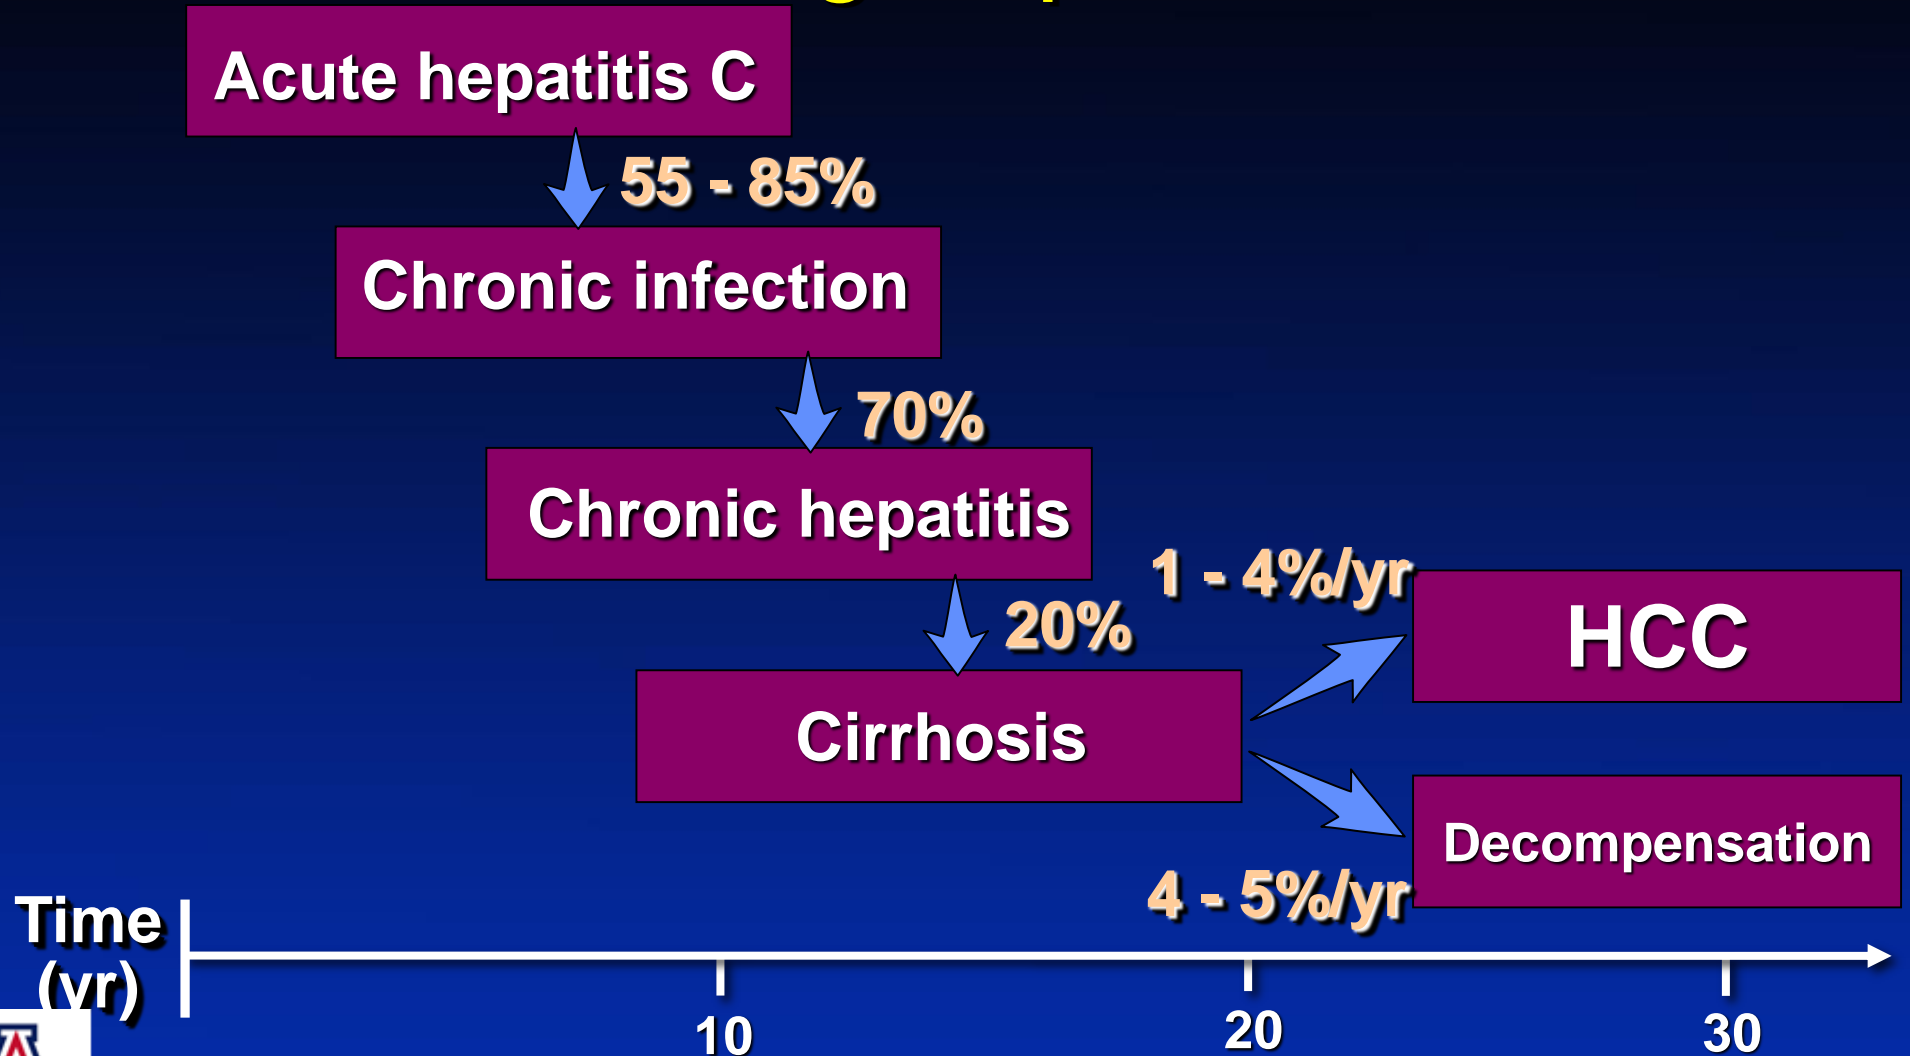 Acute hepatitis C
55 - 85%
Chronic infection
70%
Chronic hepatitis
20%
1 - 4%/yr
HCC
Cirrhosis
Decompensation
4 - 5%/yr
Time
(yr)
10
20
30